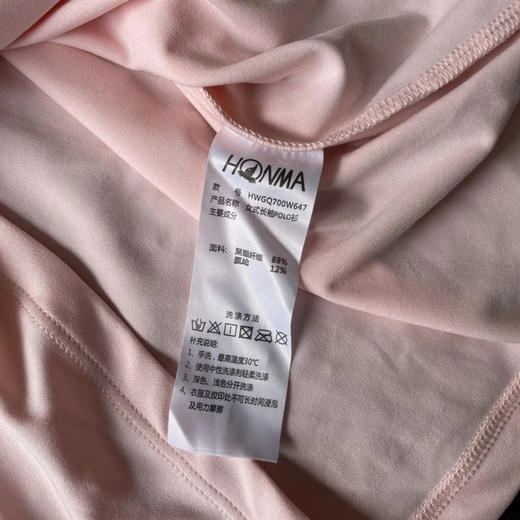 HONMA
款 号 HWGQ700W647
产品名称 女式长袖POLO衫
主要成分
面料: 聚酯纤维 88%
氨纶 12%
洗涤方法
补充说明:
1、手洗，最高温度30℃
2、使用中性洗涤剂轻柔洗涤
3、深色、浅色分开洗涤
4、衣服及胶印处不可长时间浸泡
及用力摩擦